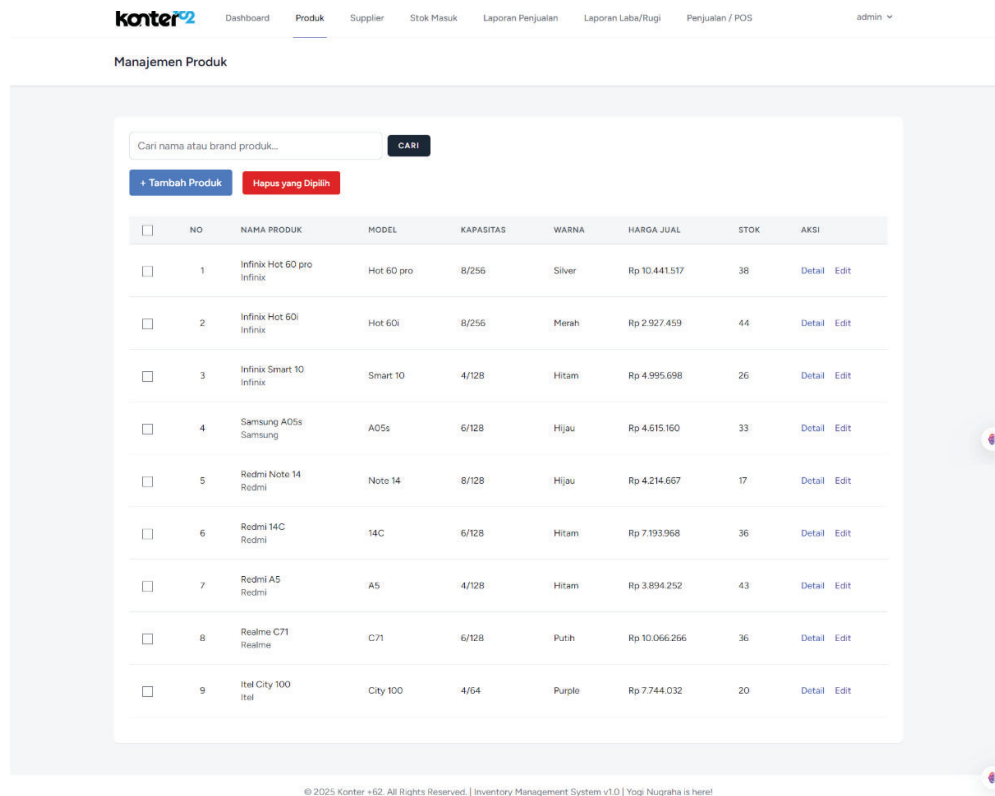 konter+62 Dashboard Produk Supplier Stok Masuk Laporan Penjualan Laporan Laba/Rugi Penjualan / POS admin
Manajemen Produk
Cari nama atau brand produk... CARI
+ Tambah Produk Hapus yang Dipilih
NO NAMA PRODUK MODEL KAPASITAS WARNA HARGA JUAL STOK AKSI
1 Infinix Hot 60 pro Hot 60 pro 8/256 Silver Rp 10.441.517 38 Detail Edit
Infinix
2 Infinix Hot 60i Hot 60i 8/256 Merah Rp 2.927.459 44 Detail Edit
Infinix
3 Infinix Smart 10 Smart 10 4/128 Hitam Rp 4.995.698 26 Detail Edit
Infinix
4 Samsung A05s A05s 6/128 Hijau Rp 4.615.160 33 Detail Edit
Samsung
5 Redmi Note 14 Note 14 8/128 Hijau Rp 4.214.667 17 Detail Edit
Redmi
6 Redmi 14C 14C 6/128 Hitam Rp 7.193.968 36 Detail Edit
Redmi
7 Redmi A5 A5 4/128 Hitam Rp 3.894.252 43 Detail Edit
Redmi
8 Realme C71 C71 6/128 Putih Rp 10.066.266 36 Detail Edit
Realme
9 Itel City 100 City 100 4/64 Purple Rp 7.744.032 20 Detail Edit
Itel
© 2025 Konter +62. All Rights Reserved. | Inventory Management System v1.0 | Yogi Nugraha is here!